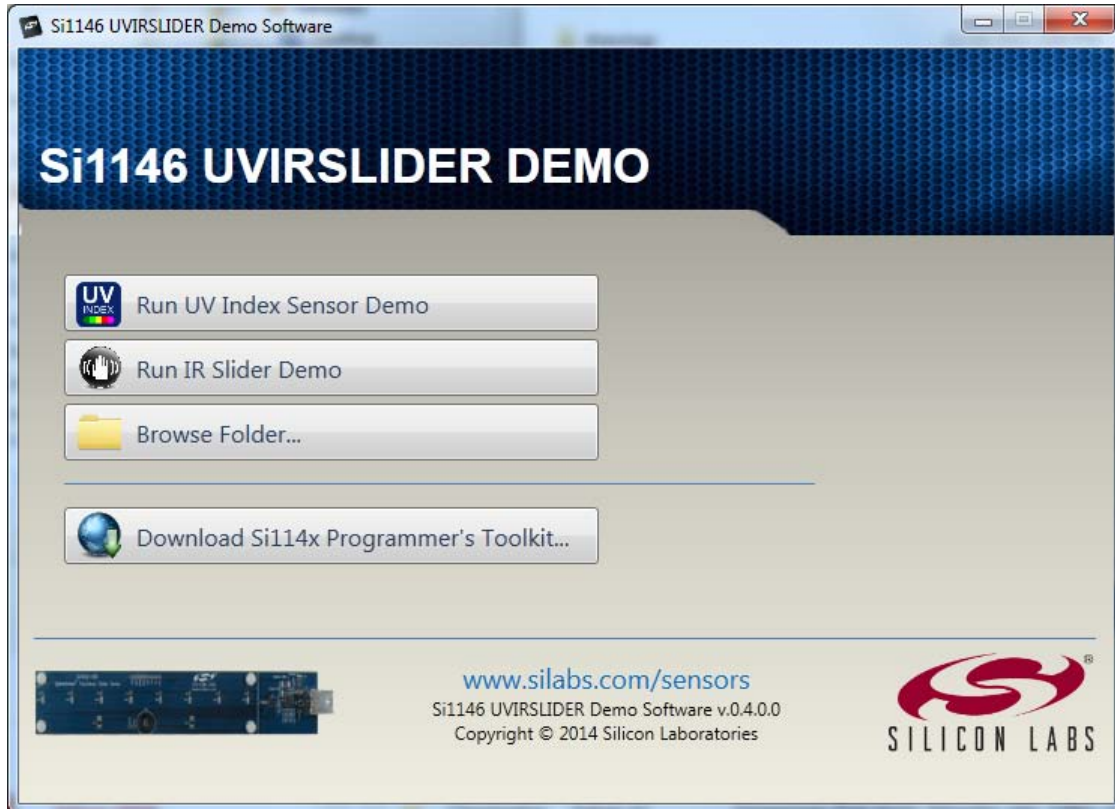 Si1146 UVIRSLIDER Demo Software
Si1146 UVIRSLIDER DEMO
UV
INDEX
Run UV Index Sensor Demo
Run IR Slider Demo
Browse Folder...
Download Si114x Programmer's Toolkit...
www.silabs.com/sensors
Si1146 UVIRSLIDER Demo Software v.0.4.0.0
Copyright © 2014 Silicon Laboratories
SILICON LABS
®